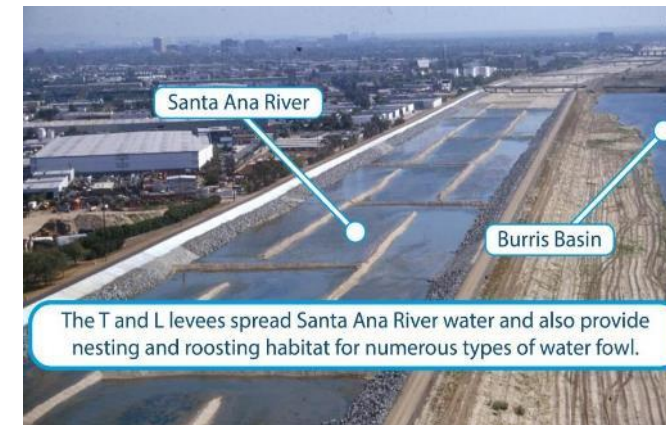 Santa Ana River
Burris Basin
The T and L levees spread Santa Ana River water and also provide
nesting and roosting habitat for numerous types of water fowl.